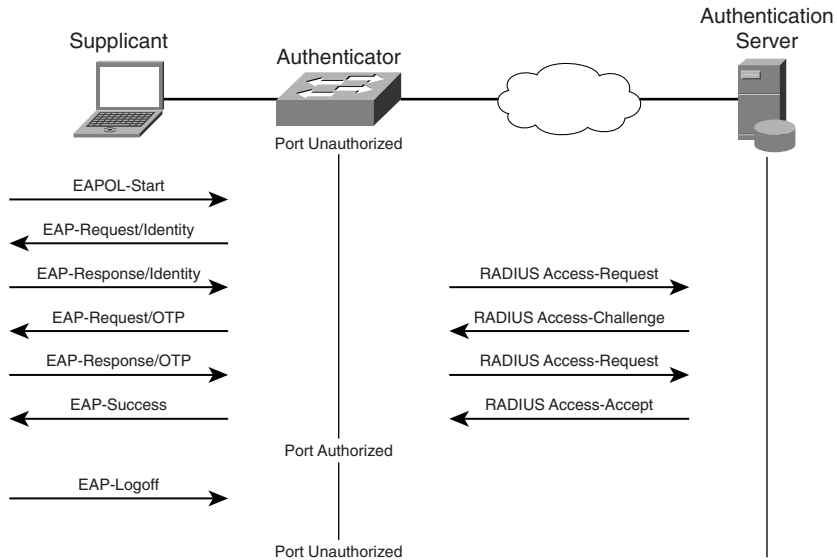 Supplicant
Authenticator
Authentication
Server
Port Unauthorized
EAPOL-Start
EAP-Request/Identity
EAP-Response/Identity
RADIUS Access-Request
EAP-Request/OTP
RADIUS Access-Challenge
EAP-Response/OTP
RADIUS Access-Request
EAP-Success
RADIUS Access-Accept
Port Authorized
EAP-Logoff
Port Unauthorized